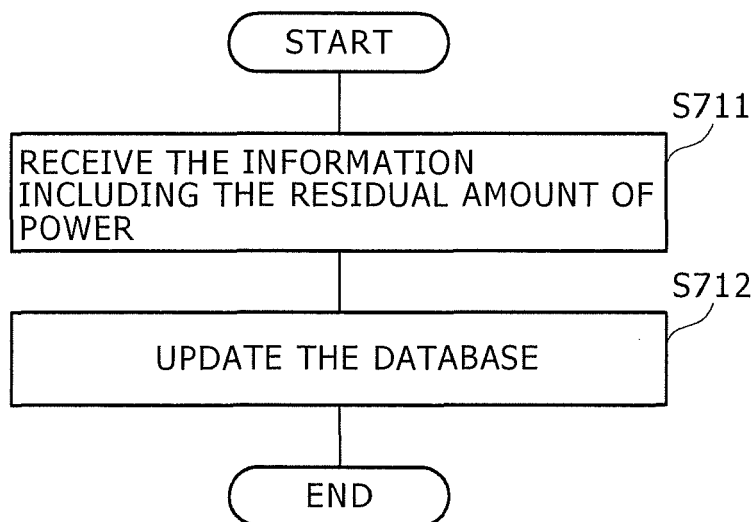 START
S711
RECEIVE THE INFORMATION
INCLUDING THE RESIDUAL AMOUNT OF
POWER
S712
UPDATE THE DATABASE
END